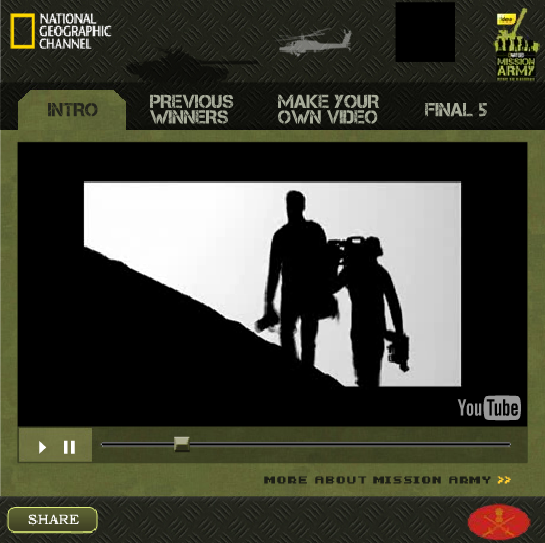 NATIONAL
GEOGRAPHIC
CHANNEL
idea
MISSION
ARMY
INTRO
PREVIOUS
WINNERS
MAKE YOUR
OWN VIDEO
FINAL 5
YouTube
MORE ABOUT MISSION ARMY >>
SHARE